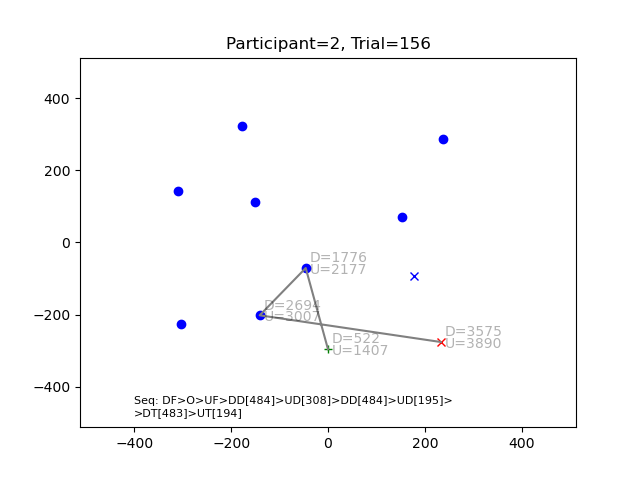 Participant=2, Trial=156
400
200
0
−200
−400
D=1776
U=2177
D=2694
U=3007
D=522
U=1407
D=3575
U=3890
Seq: DF>O>UF>DD[484]>UD[308]>DD[484]>UD[195]>
>DT[483]>UT[194]
−400 −200 0 200 400